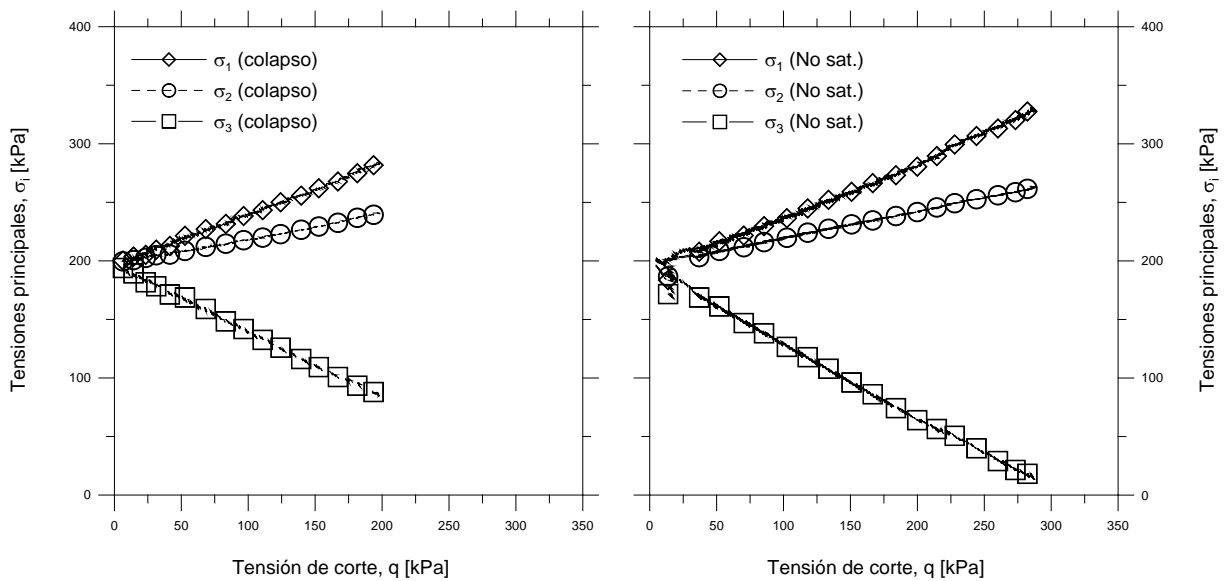 400
300
200
100
0
Tensiones principales, σi [kPa]
σ1 (colapso)
σ2 (colapso)
σ3 (colapso)
0 50 100 150 200 250 300 350
Tensión de corte, q [kPa]
σ1 (No sat.)
σ2 (No sat.)
σ3 (No sat.)
0 50 100 150 200 250 300 350
Tensión de corte, q [kPa]
400
300
200
100
0
Tensiones principales, σi [kPa]